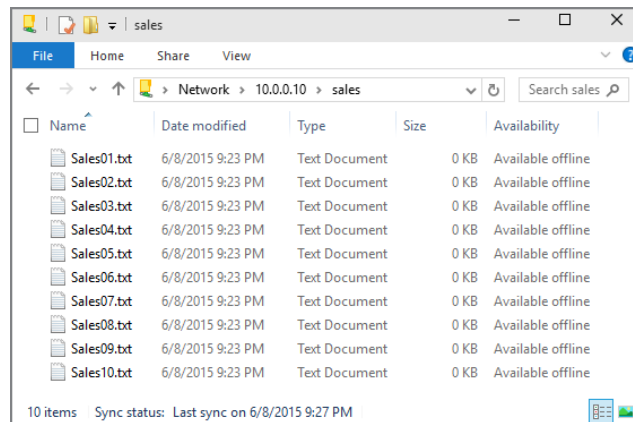 sales
File Home Share View
Network 10.0.0.10 sales Search sales
Name Date modified Type Size Availability
Sales01.txt 6/8/2015 9:23 PM Text Document 0 KB Available offline
Sales02.txt 6/8/2015 9:23 PM Text Document 0 KB Available offline
Sales03.txt 6/8/2015 9:23 PM Text Document 0 KB Available offline
Sales04.txt 6/8/2015 9:23 PM Text Document 0 KB Available offline
Sales05.txt 6/8/2015 9:23 PM Text Document 0 KB Available offline
Sales06.txt 6/8/2015 9:23 PM Text Document 0 KB Available offline
Sales07.txt 6/8/2015 9:23 PM Text Document 0 KB Available offline
Sales08.txt 6/8/2015 9:23 PM Text Document 0 KB Available offline
Sales09.txt 6/8/2015 9:23 PM Text Document 0 KB Available offline
Sales10.txt 6/8/2015 9:23 PM Text Document 0 KB Available offline
10 items Sync status: Last sync on 6/8/2015 9:27 PM